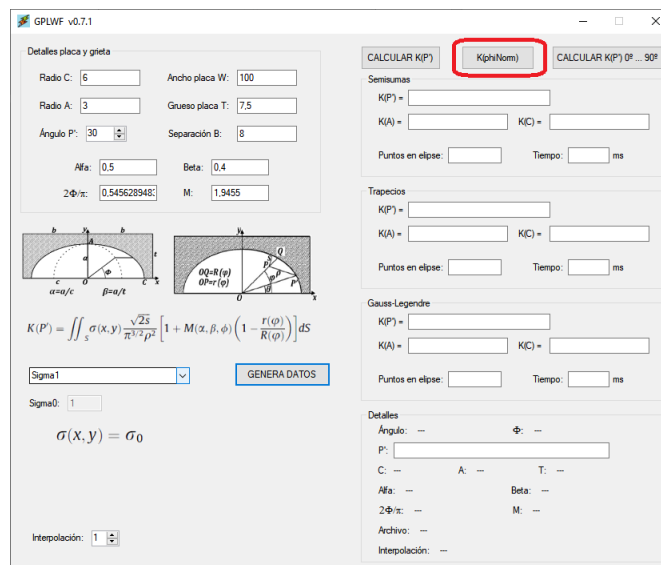 GPLWF v0.7.1
Detalles placa y grieta
Radio C: 6
Ancho placa W: 100
Radio A: 3
Grueso placa T: 7,5
Ángulo P': 30
Separación B: 8
Alfa: 0,5
Beta: 0,4
2Φ/π: 0,5456289483
M: 1,9455
b y b
A
a
t
Φ
c O C x
α=a/c β=a/t
y
Q
S
OQ=R(φ)
OP=r(φ)
P'
O x
K(P') = ∬_S σ(x,y) √2s / π^{3/2} ρ² [1 + M(α,β,ϕ) (1 − r(φ)/R(φ))] dS
Sigma1
GENERA DATOS
Sigma0: 1
σ(x,y) = σ₀
Interpolación: 1
CALCULAR K(P')
K(phiNorm)
CALCULAR K(P') 0º ... 90º
Semisumas
K(P') =
K(A) = K(C) =
Puntos en elipse: Tiempo: ms
Trapecios
K(P') =
K(A) = K(C) =
Puntos en elipse: Tiempo: ms
Gauss-Legendre
K(P') =
K(A) = K(C) =
Puntos en elipse: Tiempo: ms
Detalles
Ángulo: --- Φ: ---
P':
C: --- A: --- T: ---
Alfa: --- Beta: ---
2Φ/π: --- M: ---
Archivo: ---
Interpolación: ---